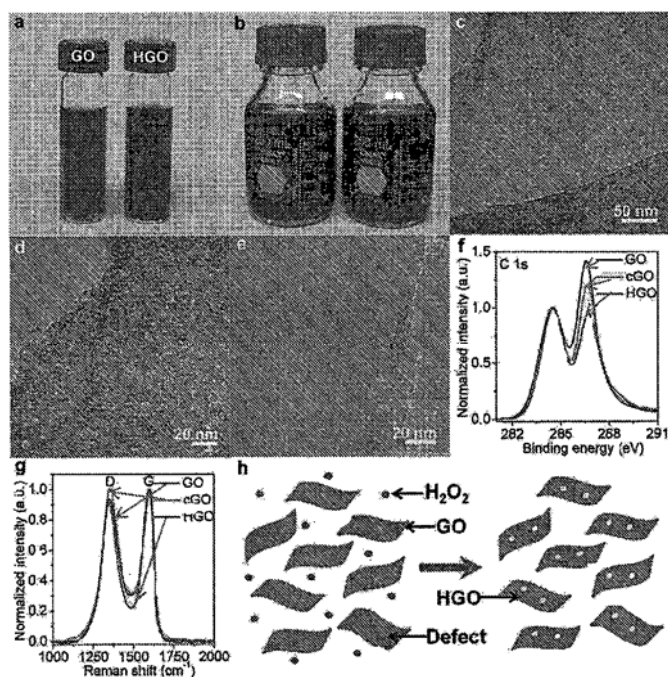 a
GO
HGO
b
c
50 nm
d
20 nm
e
20 nm
f
C 1s
GO
cGO
HGO
Normalized intensity (a.u.)
1.5
1.0
0.5
0.0
282
285
288
291
Binding energy (eV)
g
D
G
GO
cGO
HGO
Normalized intensity (a.u.)
1.0
0.8
0.6
0.4
0.2
0.0
1000
1250
1500
1750
2000
Raman shift (cm⁻¹)
h
H₂O₂
GO
HGO
Defect